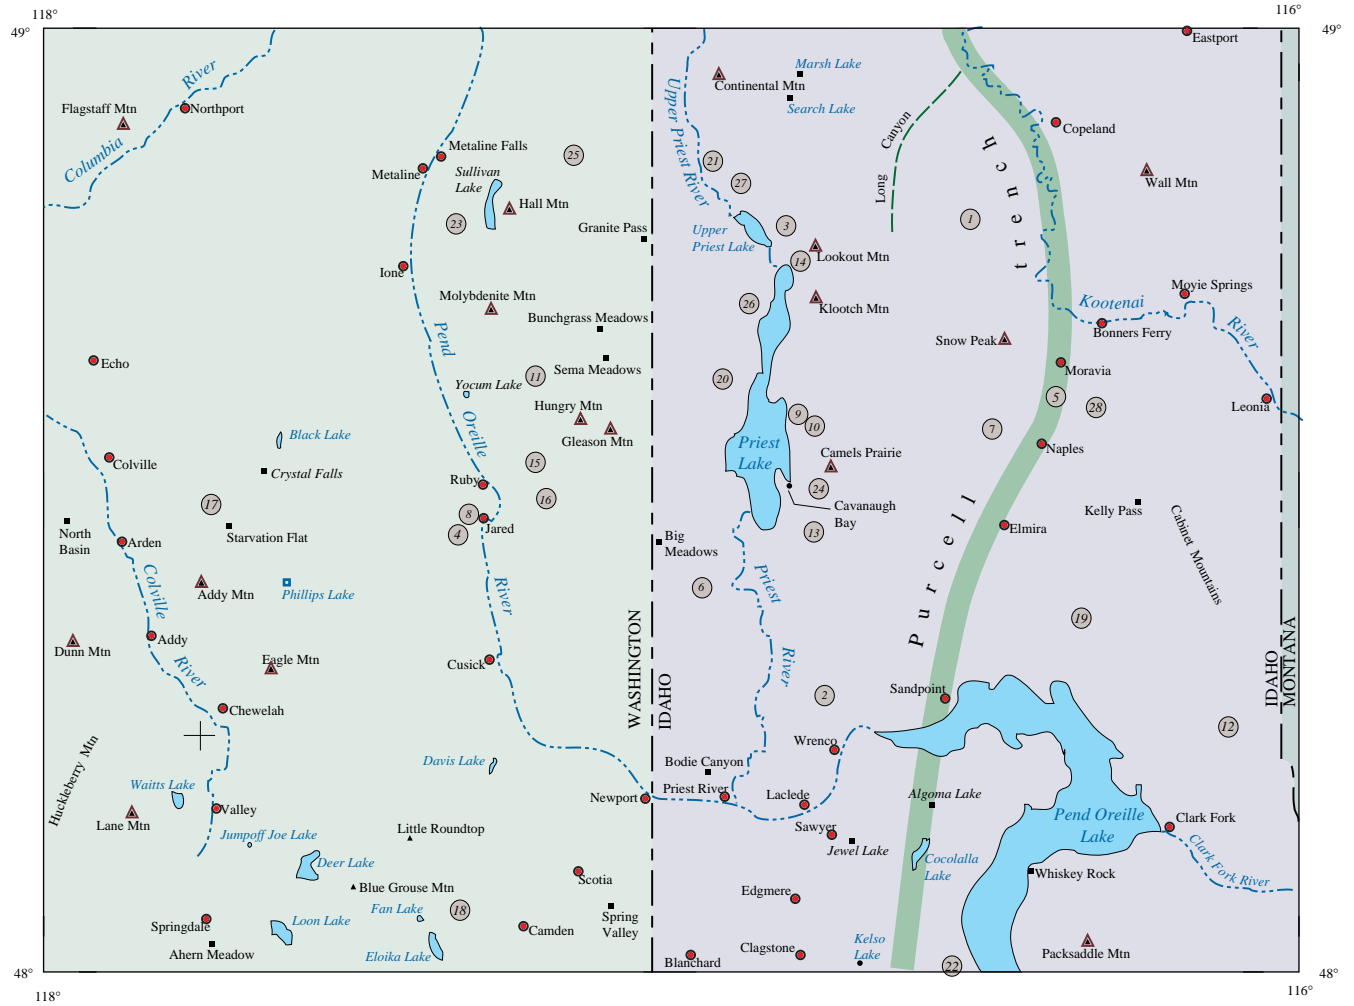 118°
116°
49°
49°
Eastport
River
Marsh Lake
Continental Mtn
Search Lake
Flagstaff Mtn
Northport
Columbia
Upper Priest River
Canyon
Long
Copeland
trench
Metaline Falls
Metaline
Sullivan
Lake
25
21
27
Wall Mtn
Hall Mtn
23
Granite Pass
Upper
Priest Lake
3
1
Lookout Mtn
14
Ione
Molybdenite Mtn
26
Klootch Mtn
Moyie Springs
Kootenai
River
Bonners Ferry
Bunchgrass Meadows
Pend
Snow Peak
Echo
Sema Meadows
Moravia
11
20
Yocum Lake
5
28
Leonia
Hungry Mtn
9
10
Oreille
Gleason Mtn
7
Black Lake
Priest
Lake
Naples
Camels Prairie
Colville
Crystal Falls
15
Ruby
24
16
17
8
Jared
4
Cavanaugh
Bay
Kelly Pass
Cabinet Mountains
Purcell
Elmira
North
Basin
Starvation Flat
13
Arden
Big
Meadows
Colville
Priest
River
6
Addy Mtn
Phillips Lake
19
WASHINGTON
IDAHO
Addy
Dunn Mtn
Eagle Mtn
Cusick
River
River
IDAHO
MONTANA
Sandpoint
2
Chewelah
12
Wrenco
Huckleberry Mtn
Davis Lake
Bodie Canyon
Waitts Lake
Newport
Priest River
Laclede
Algoma Lake
Valley
Lane Mtn
Pend Oreille
Lake
Clark Fork
Sawyer
Jumpoff Joe Lake
Little Roundtop
Jewel Lake
Clark Fork River
Deer Lake
Cocolalla
Lake
Scotia
Whiskey Rock
Blue Grouse Mtn
Edgmere
Fan Lake
18
Springdale
Loon Lake
Spring
Valley
Camden
Ahern Meadow
Eloika Lake
Clagstone
Kelso
Lake
Packsaddle Mtn
Blanchard
22
48°
48°
118°
116°